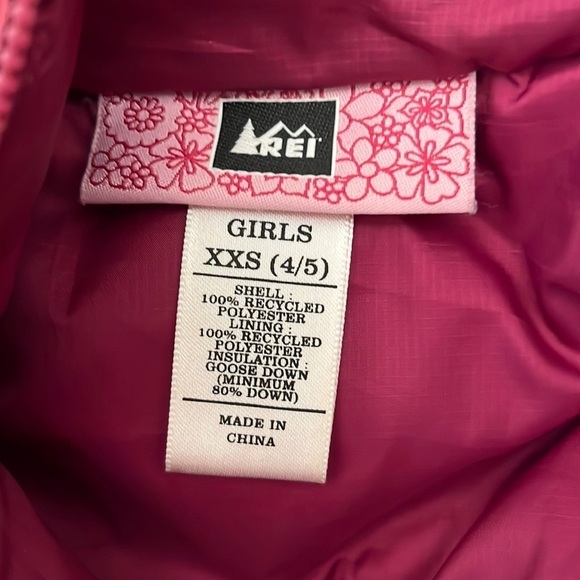 REI
GIRLS
XXS (4/5)
SHELL :
100% RECYCLED
POLYESTER
LINING :
100% RECYCLED
POLYESTER
INSULATION :
GOOSE DOWN
(MINIMUM
80% DOWN)
MADE IN
CHINA